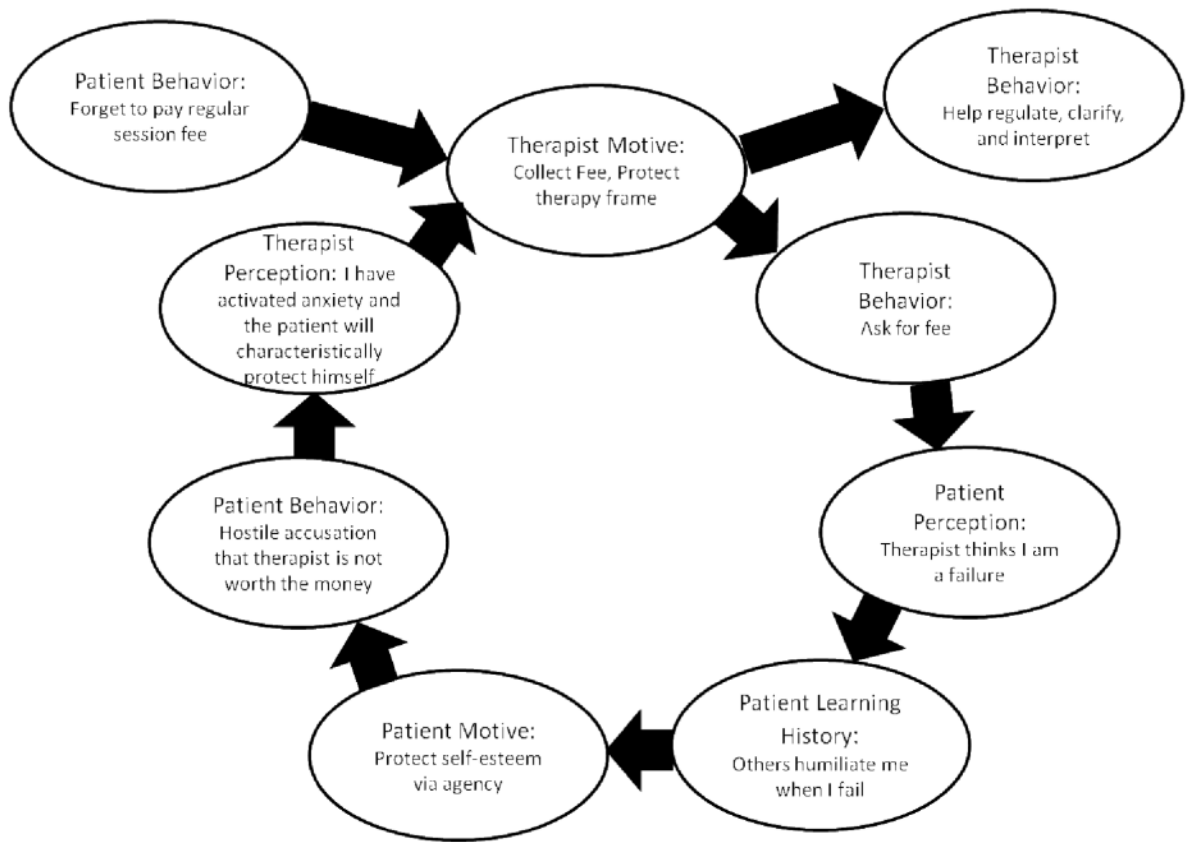 Patient Behavior:
Forget to pay regular
session fee
Therapist Motive:
Collect Fee, Protect
therapy frame
Therapist
Behavior:
Help regulate, clarify,
and interpret
Therapist
Behavior:
Ask for fee
Patient
Perception:
Therapist thinks I am
a failure
Patient Learning
History:
Others humiliate me
when I fail
Patient Motive:
Protect self-esteem
via agency
Patient Behavior:
Hostile accusation
that therapist is not
worth the money
Therapist
Perception: I have
activated anxiety and
the patient will
characteristically
protect himself